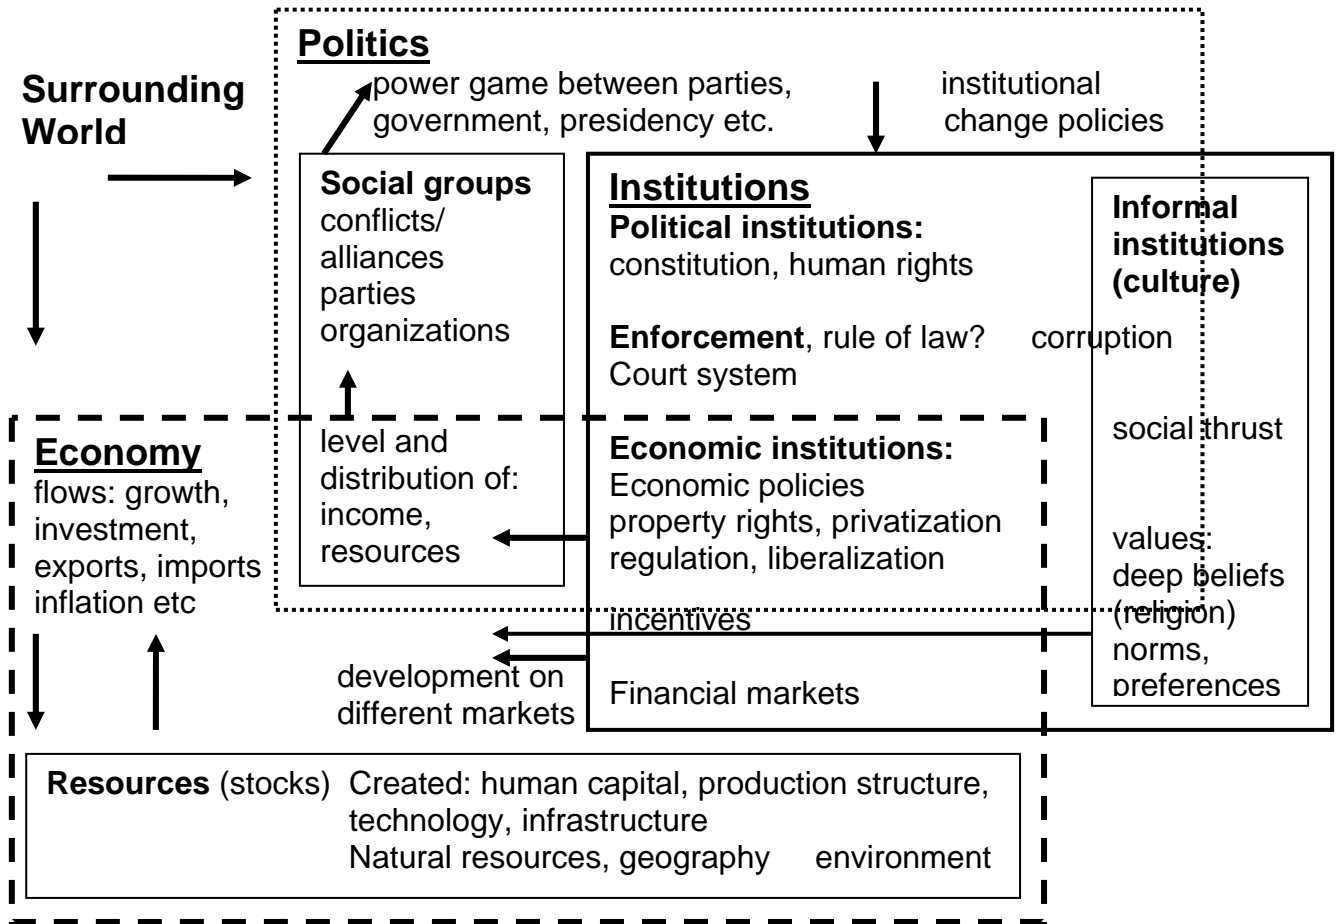 Politics
Surrounding
World
power game between parties,
government, presidency etc.
institutional
change policies
Social groups
conflicts/
alliances
parties
organizations
level and
distribution of:
income,
resources
Institutions
Political institutions:
constitution, human rights
Enforcement, rule of law? corruption
Court system
Economic institutions:
Economic policies
property rights, privatization
regulation, liberalization
incentives
Financial markets
Informal
institutions
(culture)
social thrust
values:
deep beliefs
(religion)
norms,
preferences
Economy
flows: growth,
investment,
exports, imports
inflation etc
development on
different markets
Resources (stocks) Created: human capital, production structure,
technology, infrastructure
Natural resources, geography environment